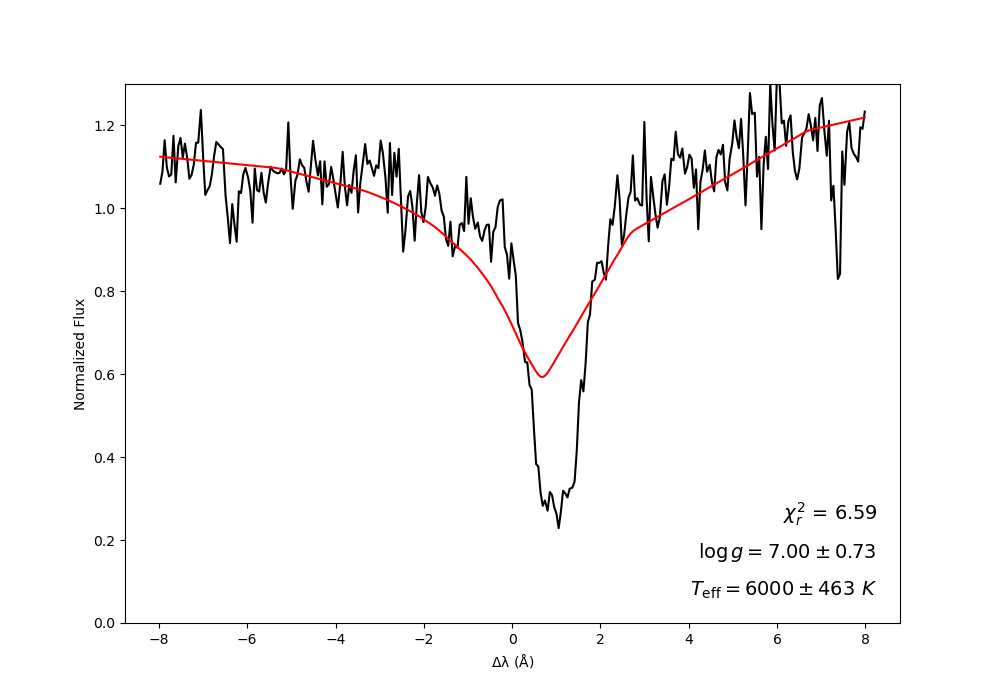 1.2
1.0
0.8
0.6
0.4
0.2
0.0
Normalized Flux
χ²ᵣ = 6.59
log g = 7.00 ± 0.73
T_eff = 6000 ± 463 K
−8 −6 −4 −2 0 2 4 6 8
Δλ (Å)